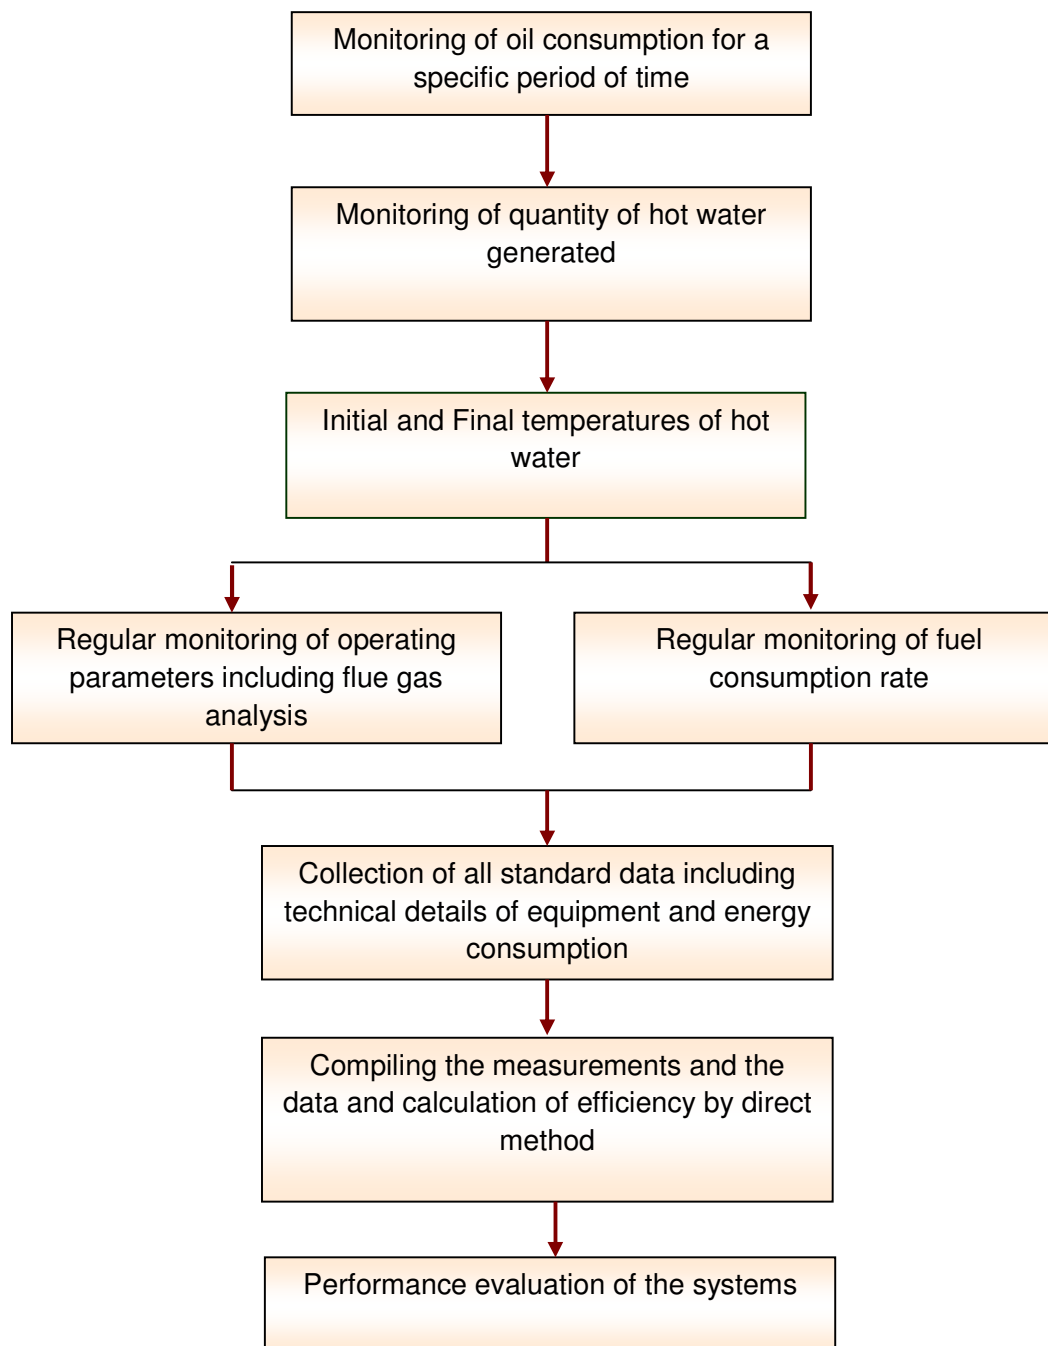 Monitoring of oil consumption for a
specific period of time
Monitoring of quantity of hot water
generated
Initial and Final temperatures of hot
water
Regular monitoring of operating
parameters including flue gas
analysis
Regular monitoring of fuel
consumption rate
Collection of all standard data including
technical details of equipment and energy
consumption
Compiling the measurements and the
data and calculation of efficiency by direct
method
Performance evaluation of the systems